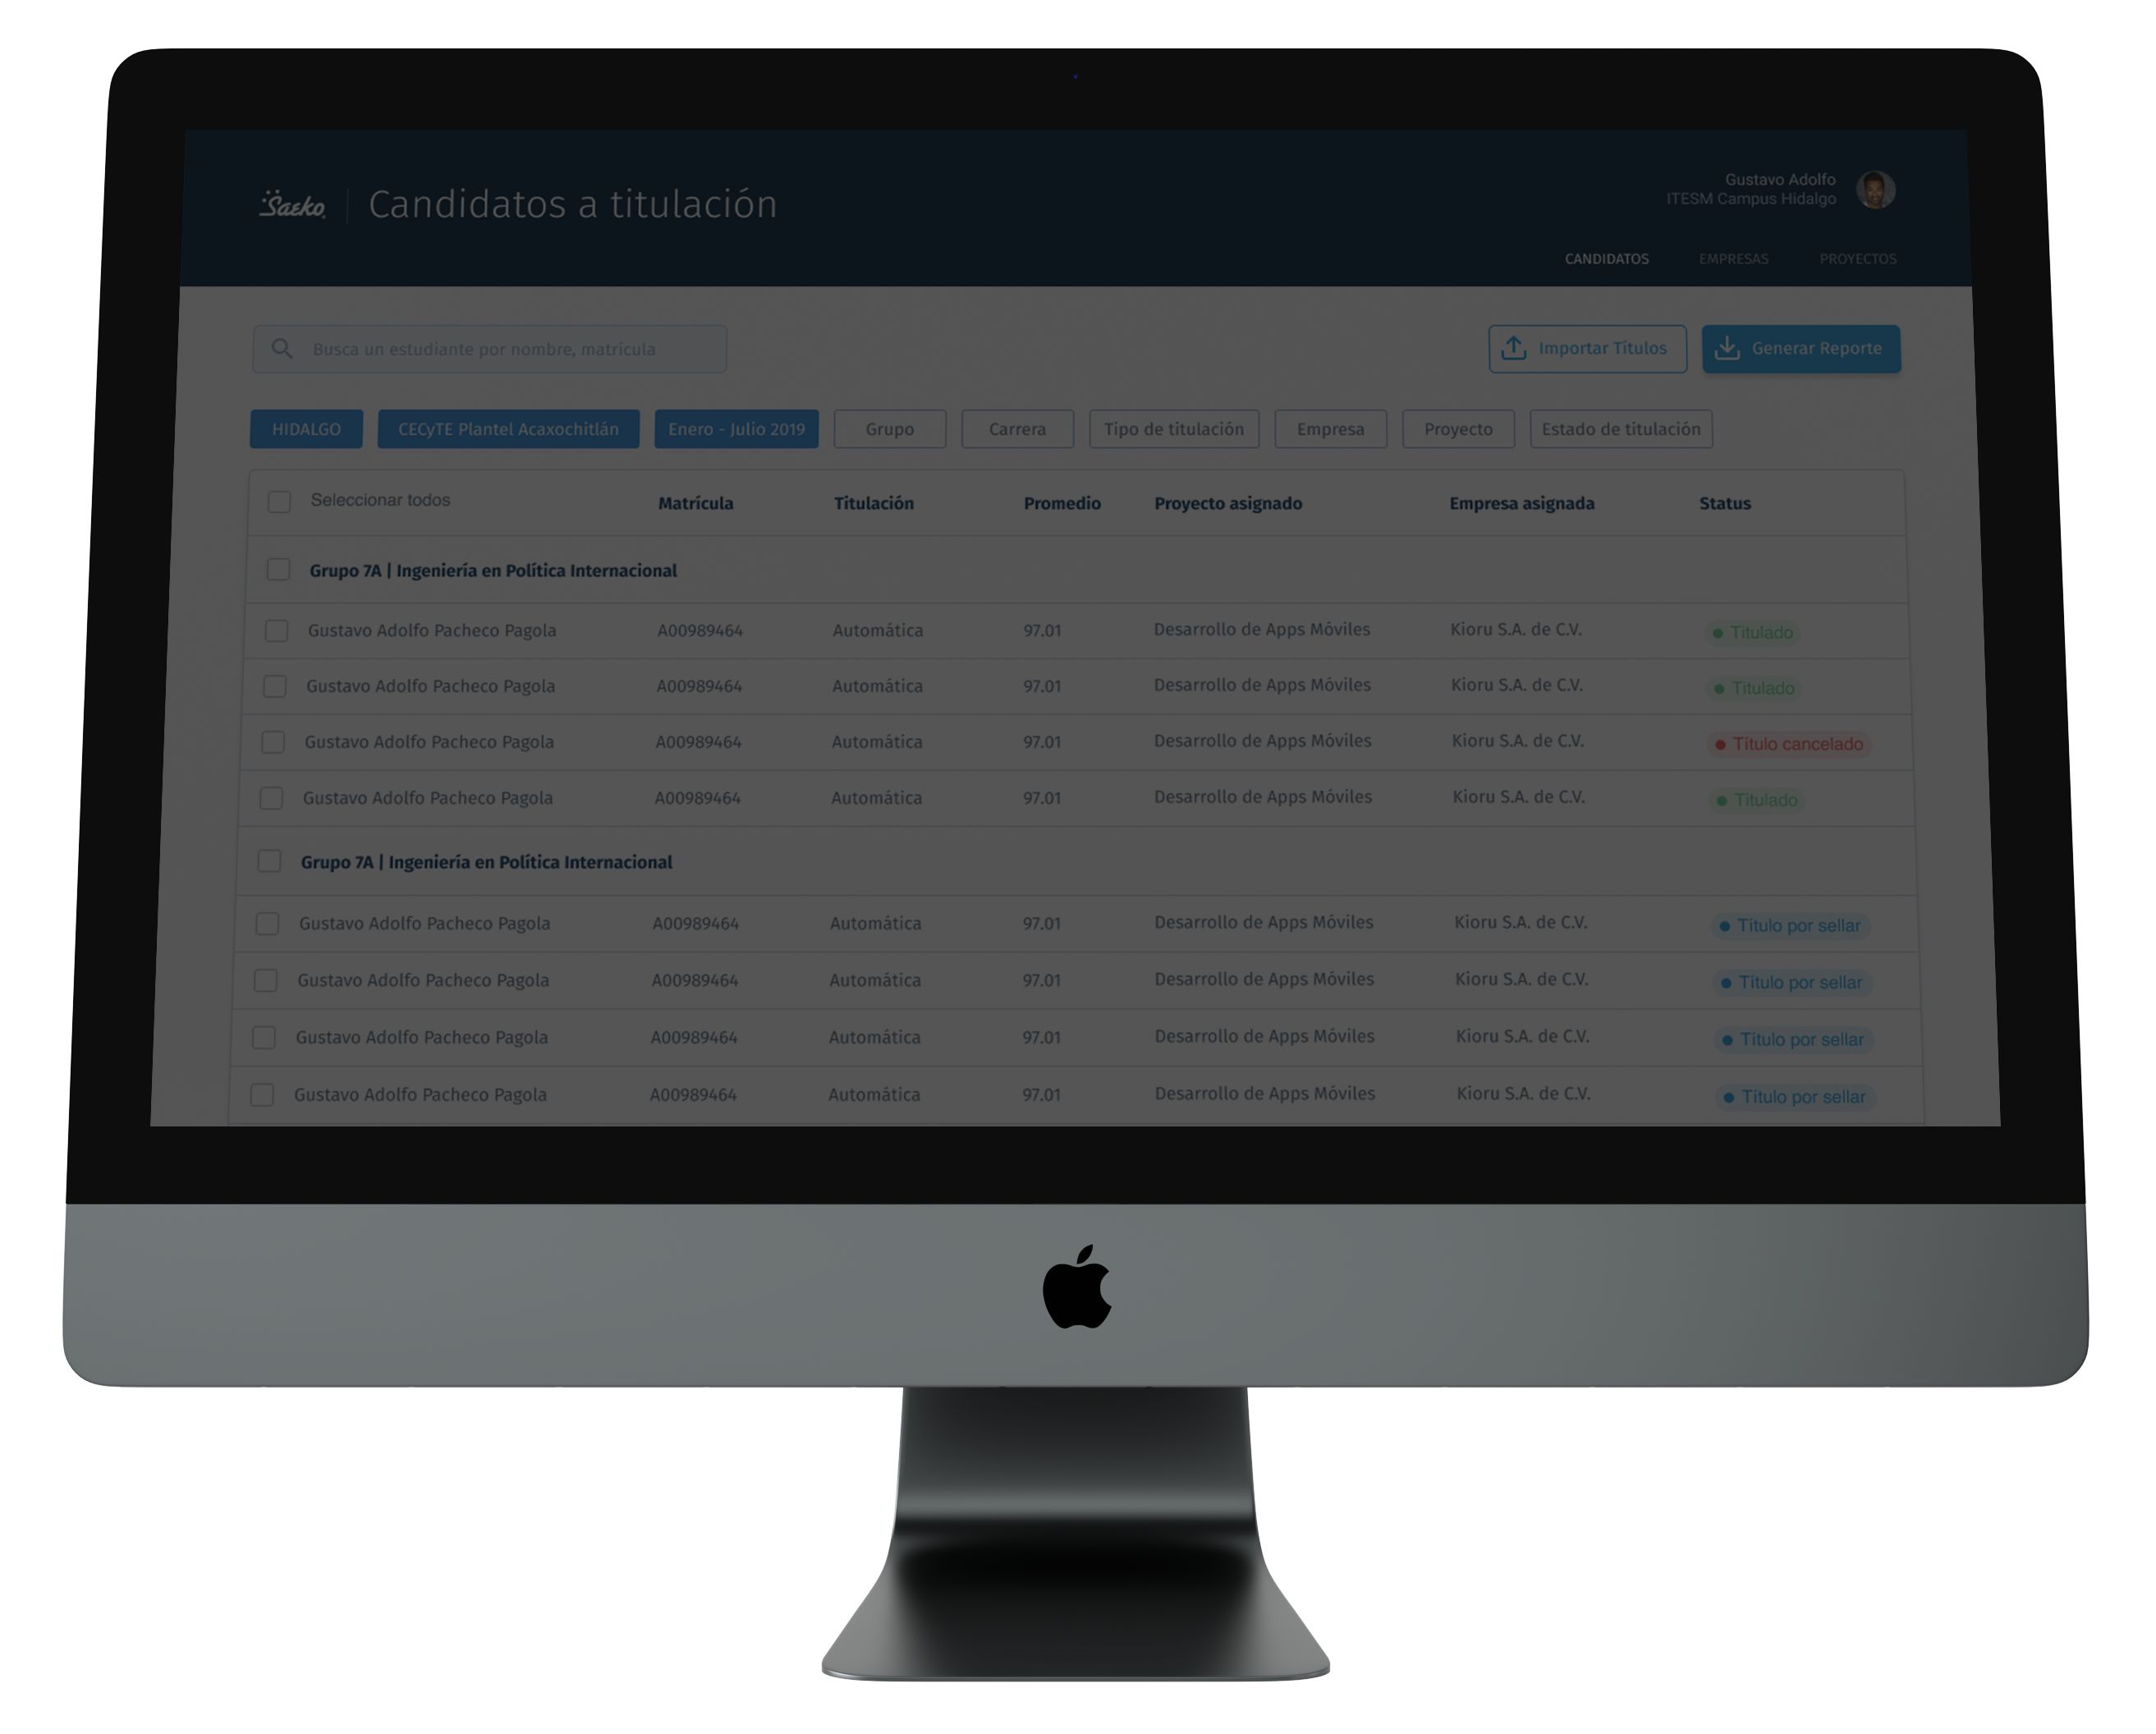 Saeko
Candidatos a titulación
Gustavo Adolfo
ITESM Campus Hidalgo
CANDIDATOS EMPRESAS PROYECTOS
Busca un estudiante por nombre, matrícula
Importar Títulos
Generar Reporte
HIDALGO CECyTE Plantel Acaxochitlán Enero - Julio 2019 Grupo Carrera Tipo de titulación Empresa Proyecto Estado de titulación
Seleccionar todos Matrícula Titulación Promedio Proyecto asignado Empresa asignada Status
Grupo 7A | Ingeniería en Política Internacional
Gustavo Adolfo Pacheco Pagola A00989464 Automática 97.01 Desarrollo de Apps Móviles Kioru S.A. de C.V. Titulado
Gustavo Adolfo Pacheco Pagola A00989464 Automática 97.01 Desarrollo de Apps Móviles Kioru S.A. de C.V. Titulado
Gustavo Adolfo Pacheco Pagola A00989464 Automática 97.01 Desarrollo de Apps Móviles Kioru S.A. de C.V. Título cancelado
Gustavo Adolfo Pacheco Pagola A00989464 Automática 97.01 Desarrollo de Apps Móviles Kioru S.A. de C.V. Titulado
Grupo 7A | Ingeniería en Política Internacional
Gustavo Adolfo Pacheco Pagola A00989464 Automática 97.01 Desarrollo de Apps Móviles Kioru S.A. de C.V. Título por sellar
Gustavo Adolfo Pacheco Pagola A00989464 Automática 97.01 Desarrollo de Apps Móviles Kioru S.A. de C.V. Título por sellar
Gustavo Adolfo Pacheco Pagola A00989464 Automática 97.01 Desarrollo de Apps Móviles Kioru S.A. de C.V. Título por sellar
Gustavo Adolfo Pacheco Pagola A00989464 Automática 97.01 Desarrollo de Apps Móviles Kioru S.A. de C.V. Título por sellar